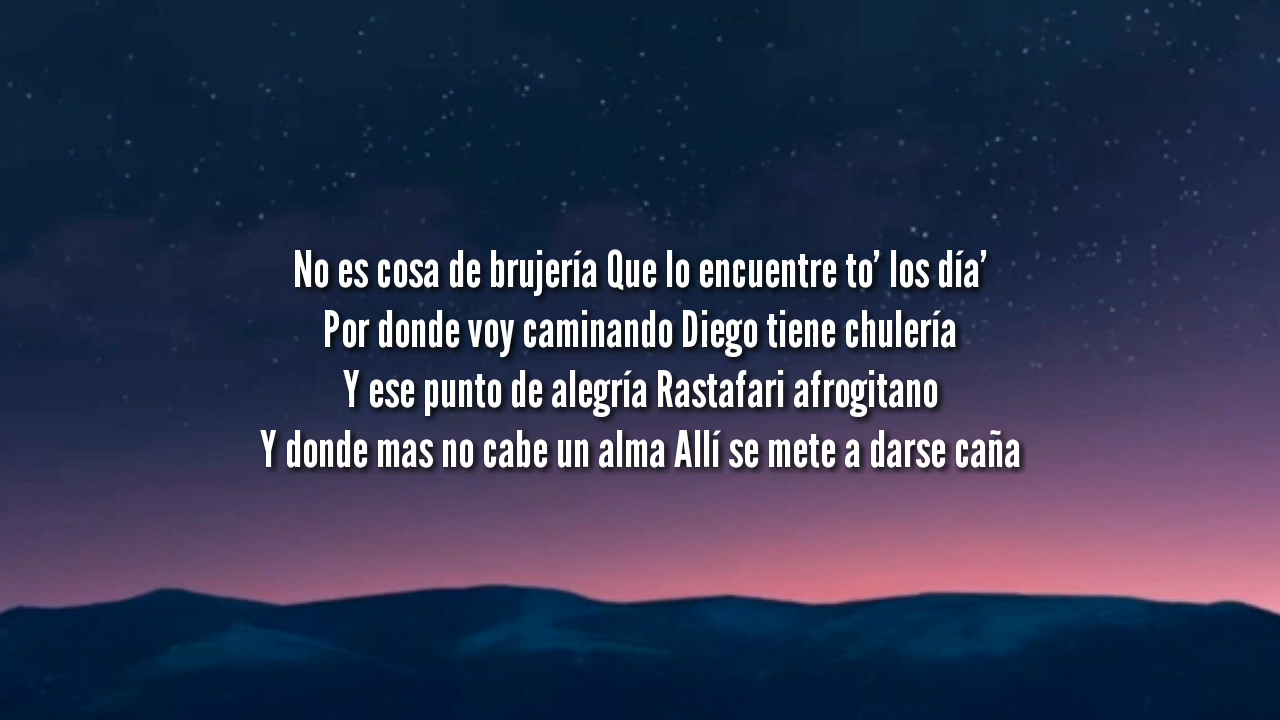 No es cosa de brujería Que lo encuentre to’ los día’
Por donde voy caminando Diego tiene chulería
Y ese punto de alegría Rastafari afrogitano
Y donde mas no cabe un alma Allí se mete a darse caña